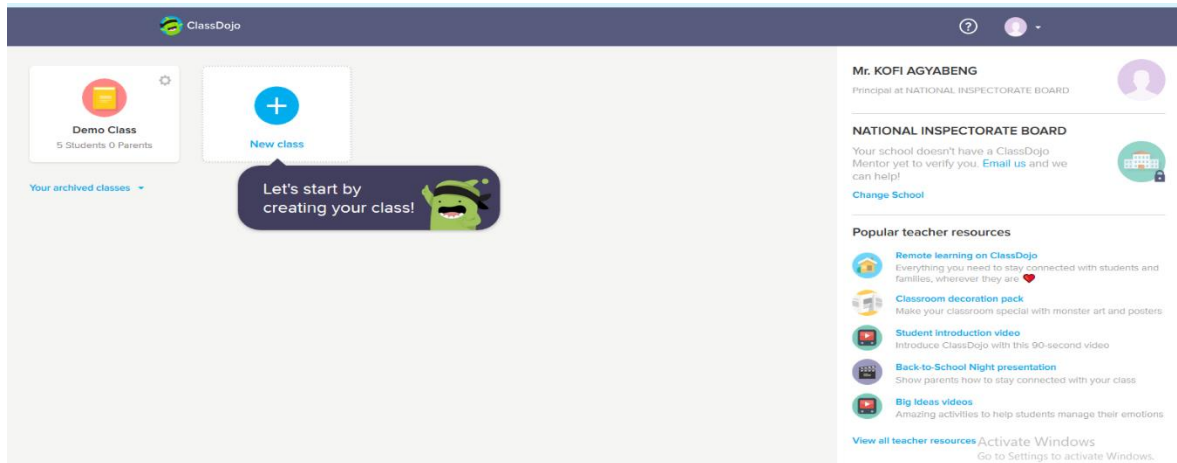 ClassDojo
Demo Class
5 Students 0 Parents
New class
Your archived classes
Let's start by
creating your class!
Mr. KOFI AGYABENG
Principal at NATIONAL INSPECTORATE BOARD
NATIONAL INSPECTORATE BOARD
Your school doesn't have a ClassDojo
Mentor yet to verify you. Email us and we
can help!
Change School
Popular teacher resources
Remote learning on ClassDojo
Everything you need to stay connected with students and
families, wherever they are
Classroom decoration pack
Make your classroom special with monster art and posters
Student introduction video
Introduce ClassDojo with this 90-second video
Back-to-School Night presentation
Show parents how to stay connected with your class
Big Ideas videos
Amazing activities to help students manage their emotions
View all teacher resources
Activate Windows
Go to Settings to activate Windows.